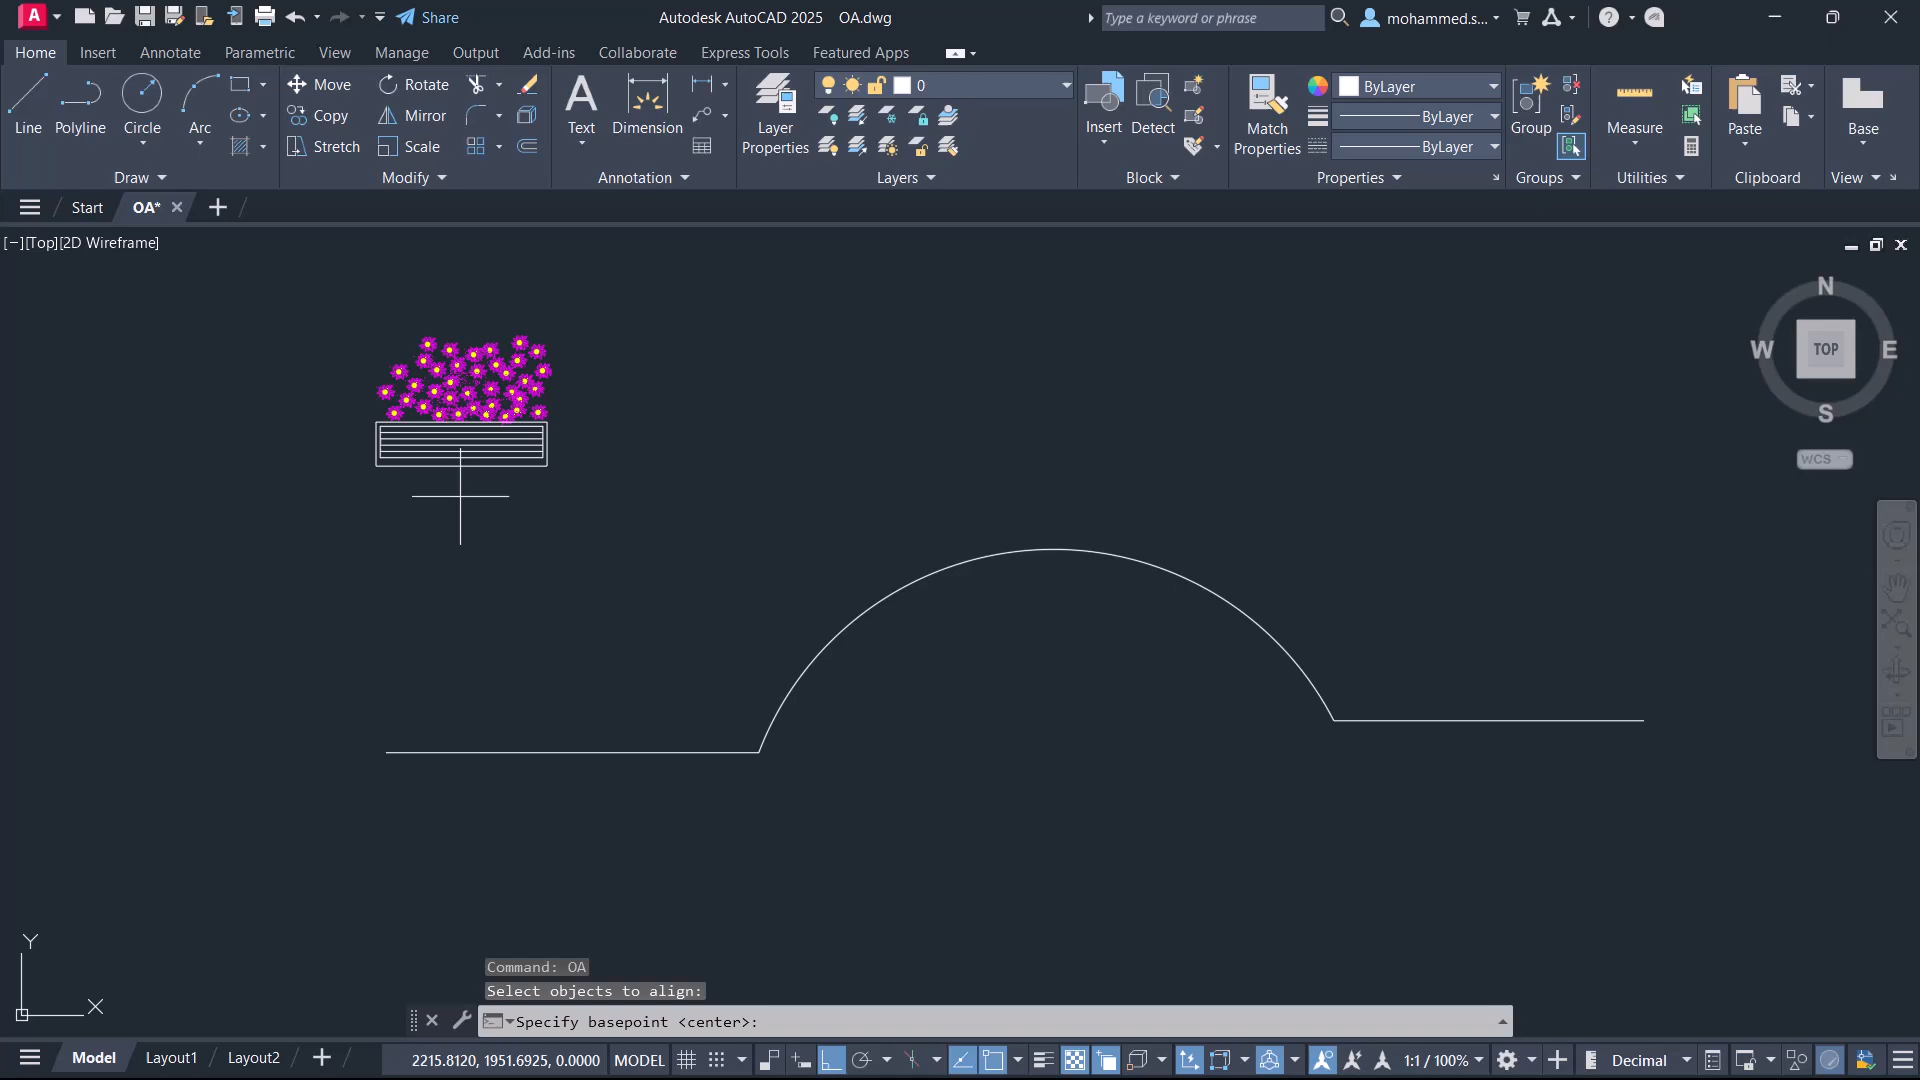 A Share Autodesk AutoCAD 2025 OA.dwg Type a keyword or phrase mohammed.s... ?
Home Insert Annotate Parametric View Manage Output Add-ins Collaborate Express Tools Featured Apps
Line Polyline Circle Arc
Draw
Move Rotate
Copy Mirror
Stretch Scale
Modify
Text Dimension
Annotation
Layer Properties
0
Layers
Insert Detect
Block
Match Properties
ByLayer
ByLayer
ByLayer
Properties
Group
Groups
Measure
Utilities
Paste
Clipboard
Base
View
Start OA*
[−][Top][2D Wireframe]
N
W TOP E
S
WCS
Y
X
Command: OA
Select objects to align:
Specify basepoint <center>:
Model Layout1 Layout2 2215.8120, 1951.6925, 0.0000 MODEL 1:1 / 100% Decimal